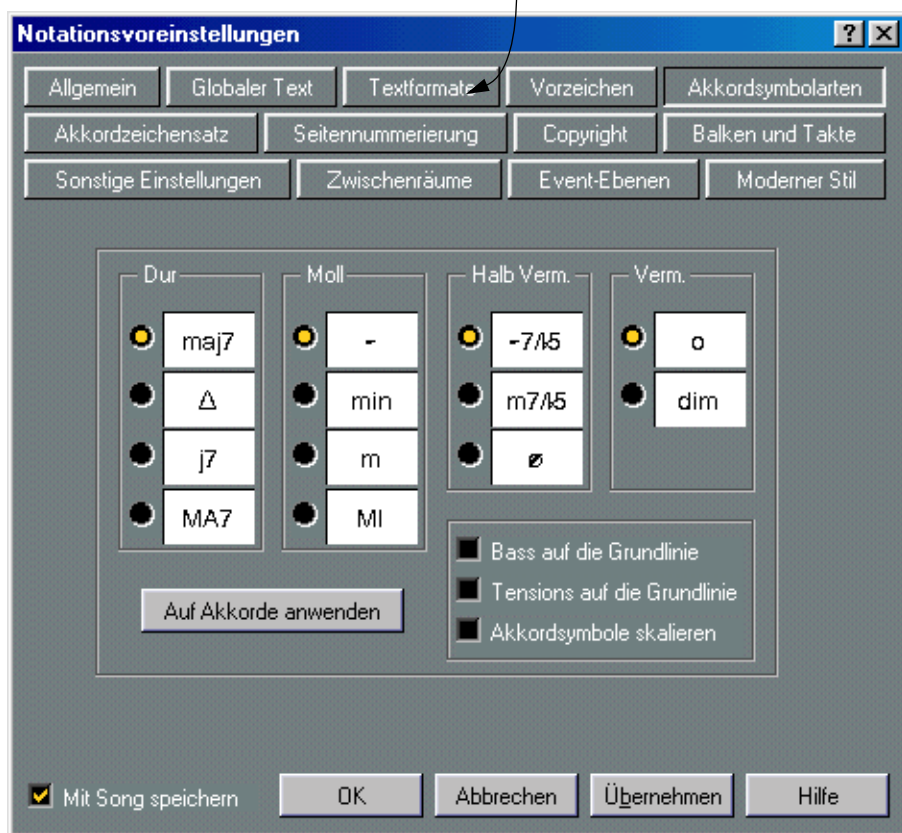 Notationsvoreinstellungen
Allgemein Globaler Text Textformate Vorzeichen Akkordsymbolarten
Akkordzeichensatz Seitennummerierung Copyright Balken und Takte
Sonstige Einstellungen Zwischenräume Event-Ebenen Moderner Stil
Dur Moll Halb Verm. Verm.
maj7 - -7/♭5 o
Δ min m7/♭5 dim
j7 m ø
MA7 MI
Bass auf die Grundlinie
Tensions auf die Grundlinie
Auf Akkorde anwenden
Akkordsymbole skalieren
Mit Song speichern OK Abbrechen Übernehmen Hilfe